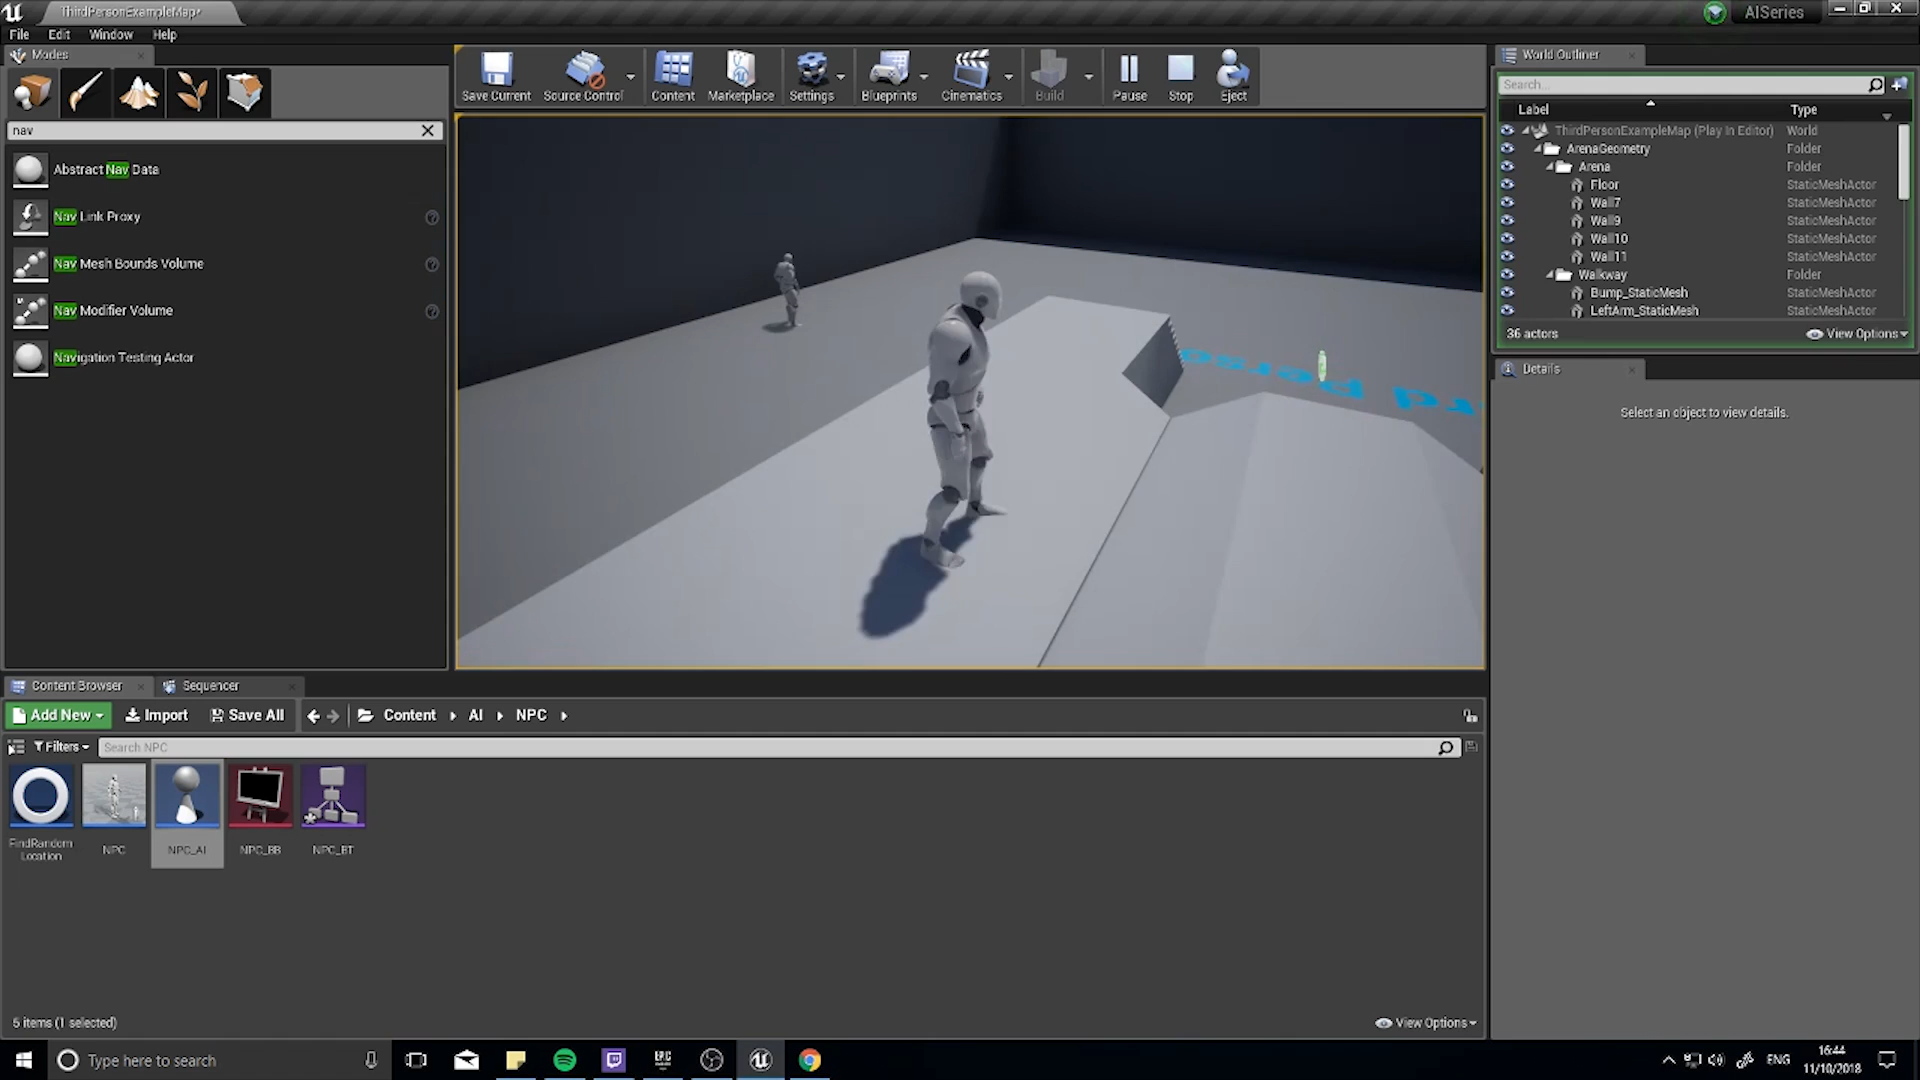 ThirdPersonExampleMap*
AISeries
File Edit Window Help
Modes
nav
Abstract Nav Data
Nav Link Proxy
Nav Mesh Bounds Volume
Nav Modifier Volume
Navigation Testing Actor
Save Current
Source Control
Content
Marketplace
Settings
Blueprints
Cinematics
Build
Pause
Stop
Eject
World Outliner
Search...
Label Type
ThirdPersonExampleMap (Play In Editor) World
ArenaGeometry Folder
Arena Folder
Floor StaticMeshActor
Wall7 StaticMeshActor
Wall9 StaticMeshActor
Wall10 StaticMeshActor
Wall11 StaticMeshActor
Walkway Folder
Bump_StaticMesh StaticMeshActor
LeftArm_StaticMesh StaticMeshActor
36 actors View Options
Details
Select an object to view details.
rd Perso
Content Browser
Sequencer
Add New Import Save All Content AI NPC
Filters Search NPC
FindRandom
Location
NPC
NPC_AI
NPC_BB
NPC_BT
5 items (1 selected)
View Options
Type here to search
EPIC
ENG
16:44
11/10/2018